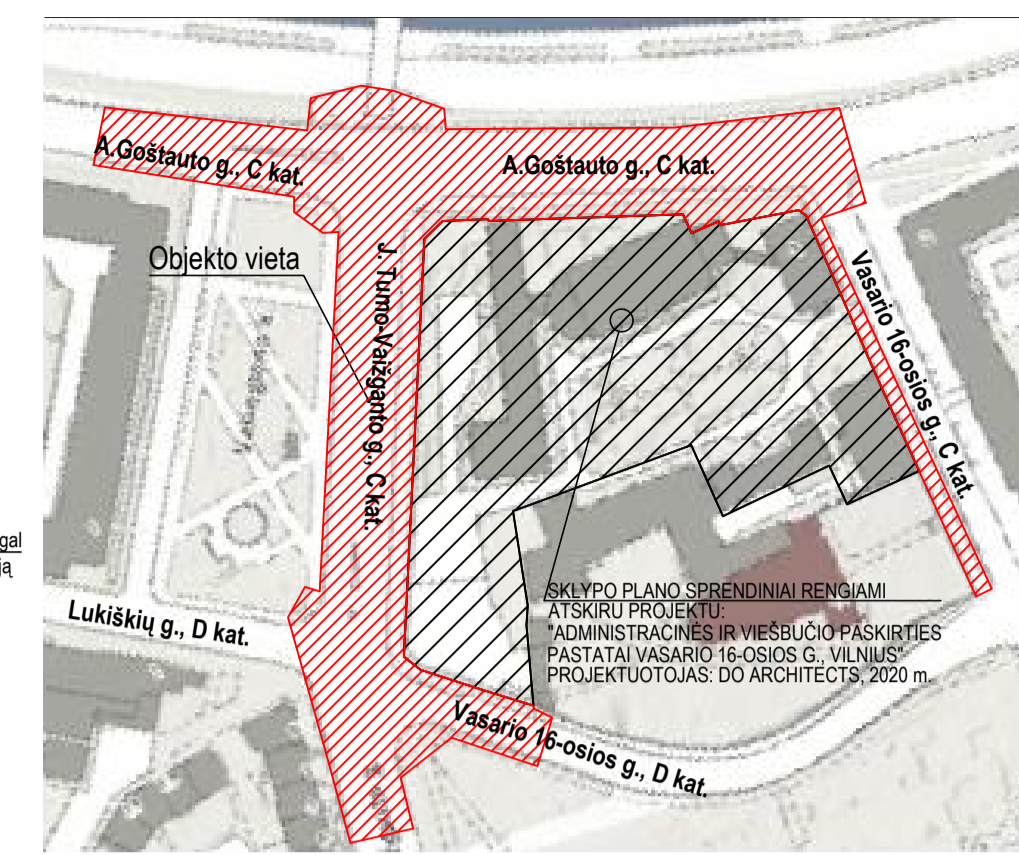 A.Goštauto g., C kat.
A.Goštauto g., C kat.
Objekto vieta
J. Tumo-Vaižganto g., C kat.
Vasario 16-osios g., C kat.
gal
ją
Lukiškių g., D kat.
SKLYPO PLANO SPRENDINIAI RENGIAMI
ATSKIRU PROJEKTU:
"ADMINISTRACINĖS IR VIEŠBUČIO PASKIRTIES
PASTATAI VASARIO 16-OSIOS G., VILNIUS"
PROJEKTUOTOJAS: DO ARCHITECTS, 2020 m.
Vasario 16-osios g., D kat.